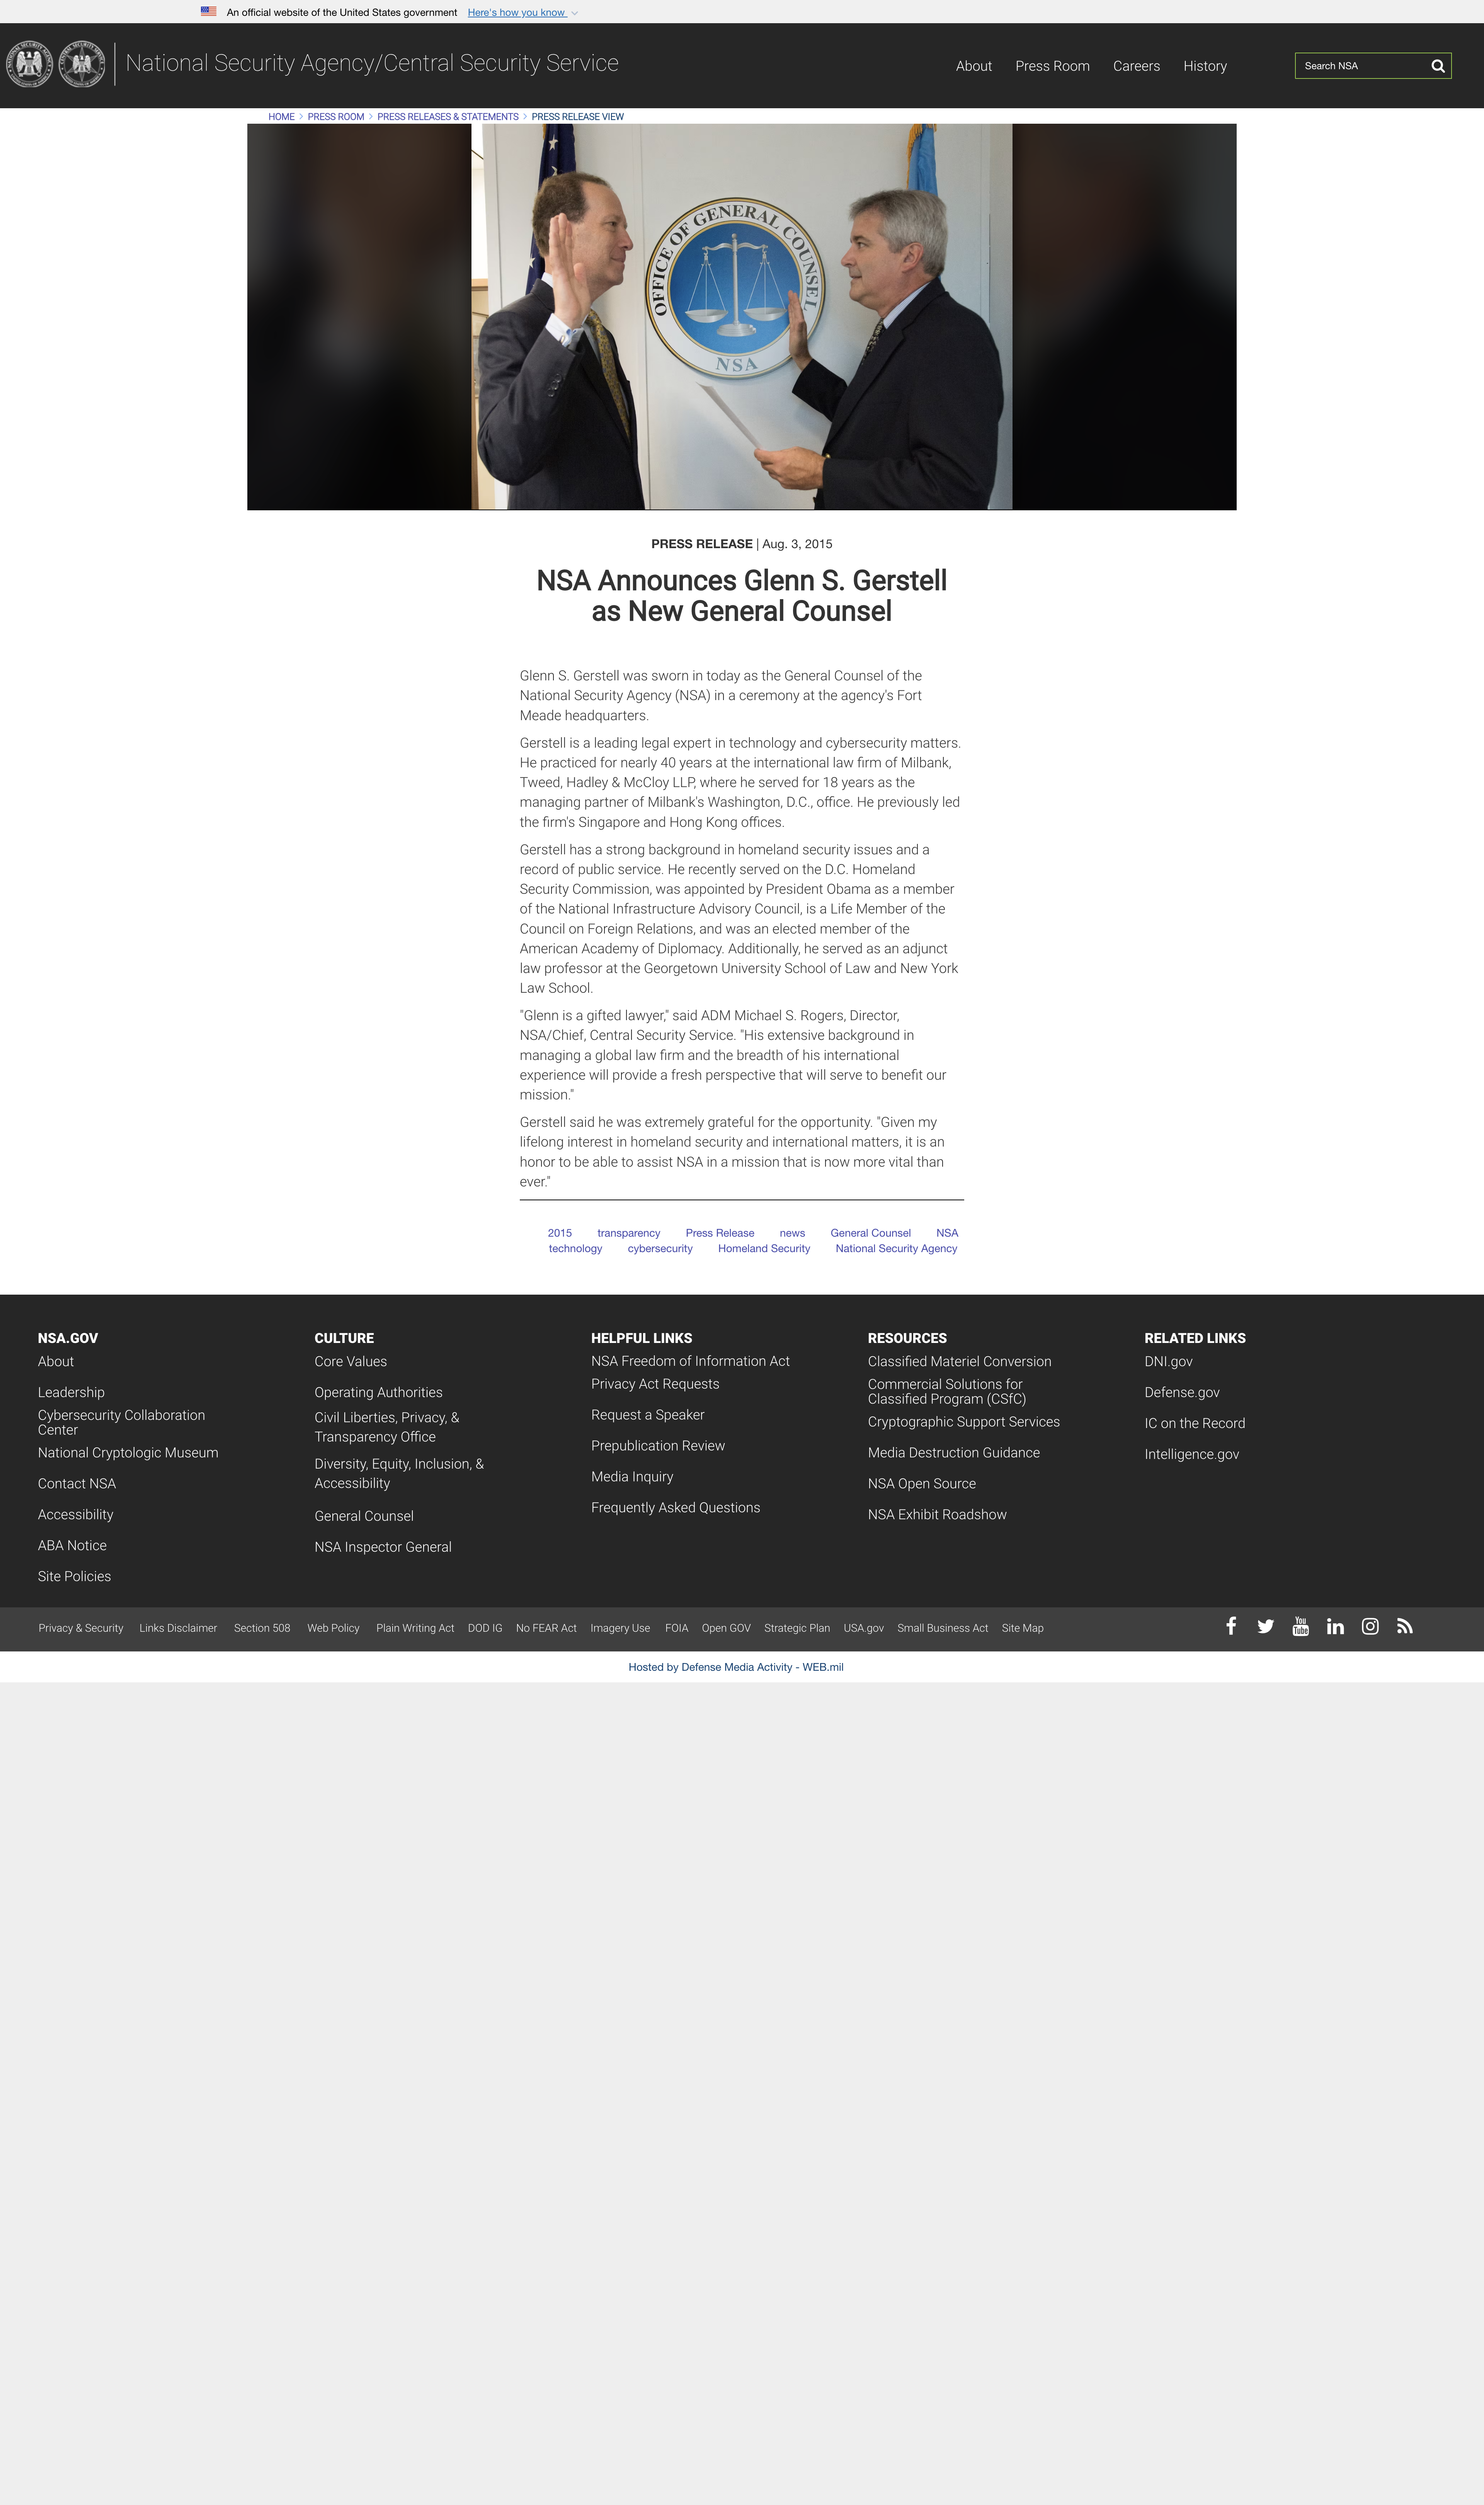 An official website of the United States government Here's how you know
National Security Agency/Central Security Service
About Press Room Careers History
Search NSA
HOME > PRESS ROOM > PRESS RELEASES & STATEMENTS > PRESS RELEASE VIEW
OFFICE OF GENERAL COUNSEL
NSA
PRESS RELEASE | Aug. 3, 2015
NSA Announces Glenn S. Gerstell
as New General Counsel
Glenn S. Gerstell was sworn in today as the General Counsel of the
National Security Agency (NSA) in a ceremony at the agency's Fort
Meade headquarters.
Gerstell is a leading legal expert in technology and cybersecurity matters.
He practiced for nearly 40 years at the international law firm of Milbank,
Tweed, Hadley & McCloy LLP, where he served for 18 years as the
managing partner of Milbank's Washington, D.C., office. He previously led
the firm's Singapore and Hong Kong offices.
Gerstell has a strong background in homeland security issues and a
record of public service. He recently served on the D.C. Homeland
Security Commission, was appointed by President Obama as a member
of the National Infrastructure Advisory Council, is a Life Member of the
Council on Foreign Relations, and was an elected member of the
American Academy of Diplomacy. Additionally, he served as an adjunct
law professor at the Georgetown University School of Law and New York
Law School.
"Glenn is a gifted lawyer," said ADM Michael S. Rogers, Director,
NSA/Chief, Central Security Service. "His extensive background in
managing a global law firm and the breadth of his international
experience will provide a fresh perspective that will serve to benefit our
mission."
Gerstell said he was extremely grateful for the opportunity. "Given my
lifelong interest in homeland security and international matters, it is an
honor to be able to assist NSA in a mission that is now more vital than
ever."
2015 transparency Press Release news General Counsel NSA
technology cybersecurity Homeland Security National Security Agency
NSA.GOV
About
Leadership
Cybersecurity Collaboration
Center
National Cryptologic Museum
Contact NSA
Accessibility
ABA Notice
Site Policies
CULTURE
Core Values
Operating Authorities
Civil Liberties, Privacy, &
Transparency Office
Diversity, Equity, Inclusion, &
Accessibility
General Counsel
NSA Inspector General
HELPFUL LINKS
NSA Freedom of Information Act
Privacy Act Requests
Request a Speaker
Prepublication Review
Media Inquiry
Frequently Asked Questions
RESOURCES
Classified Materiel Conversion
Commercial Solutions for
Classified Program (CSfC)
Cryptographic Support Services
Media Destruction Guidance
NSA Open Source
NSA Exhibit Roadshow
RELATED LINKS
DNI.gov
Defense.gov
IC on the Record
Intelligence.gov
Privacy & Security Links Disclaimer Section 508 Web Policy Plain Writing Act DOD IG No FEAR Act Imagery Use FOIA Open GOV Strategic Plan USA.gov Small Business Act Site Map
You
Tube
Hosted by Defense Media Activity - WEB.mil